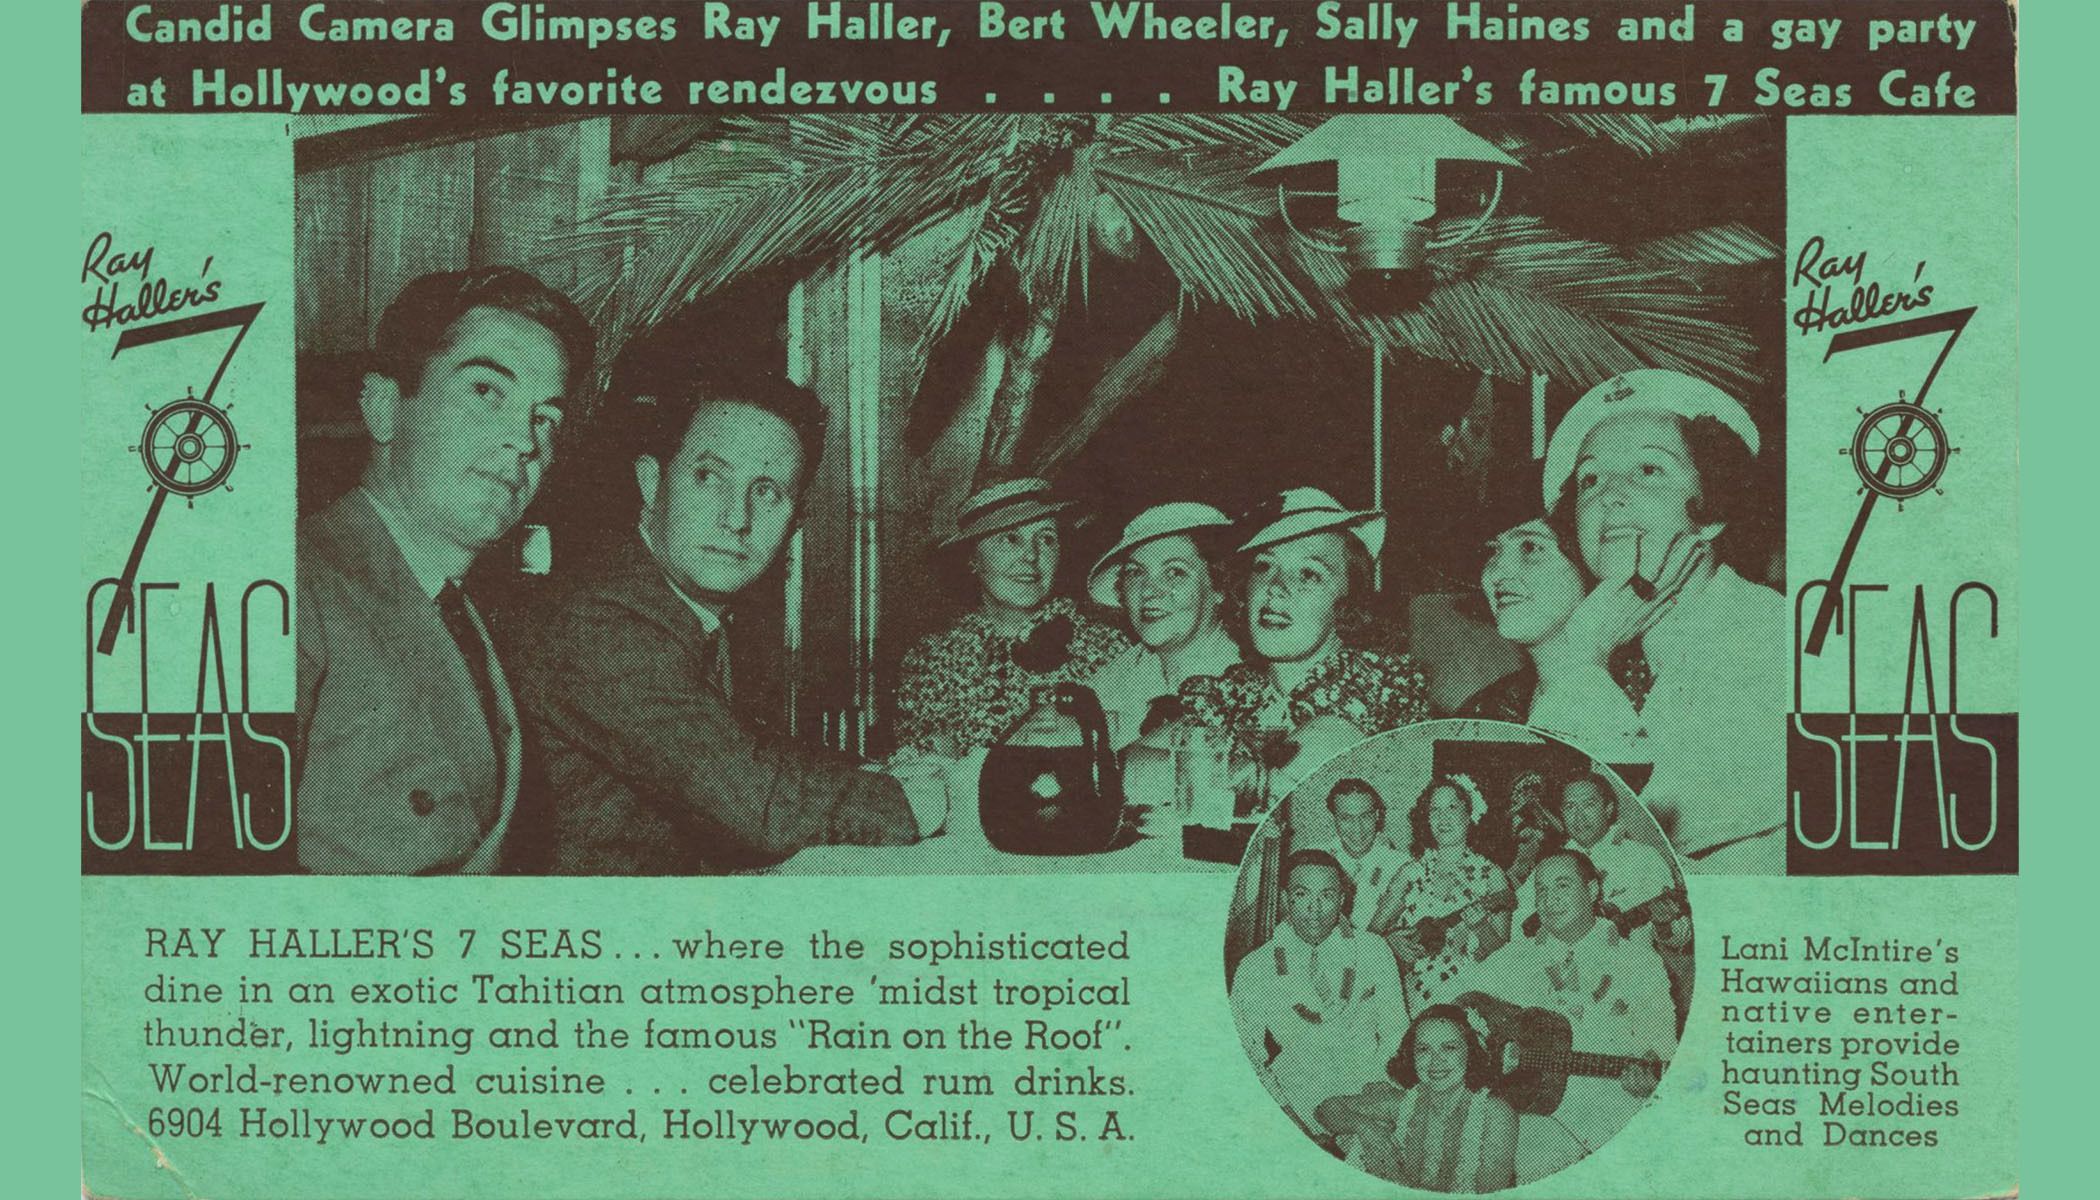 Candid Camera Glimpses Ray Haller, Bert Wheeler, Sally Haines and a gay party
at Hollywood's favorite rendezvous . . . . Ray Haller's famous 7 Seas Cafe
Ray
Haller's
7
SEAS
Ray
Haller's
7
SEAS
RAY HALLER'S 7 SEAS ... where the sophisticated
dine in an exotic Tahitian atmosphere 'midst tropical
thunder, lightning and the famous "Rain on the Roof".
World-renowned cuisine . . . celebrated rum drinks.
6904 Hollywood Boulevard, Hollywood, Calif., U. S. A.
Lani McIntire's
Hawaiians and
native enter-
tainers provide
haunting South
Seas Melodies
and Dances